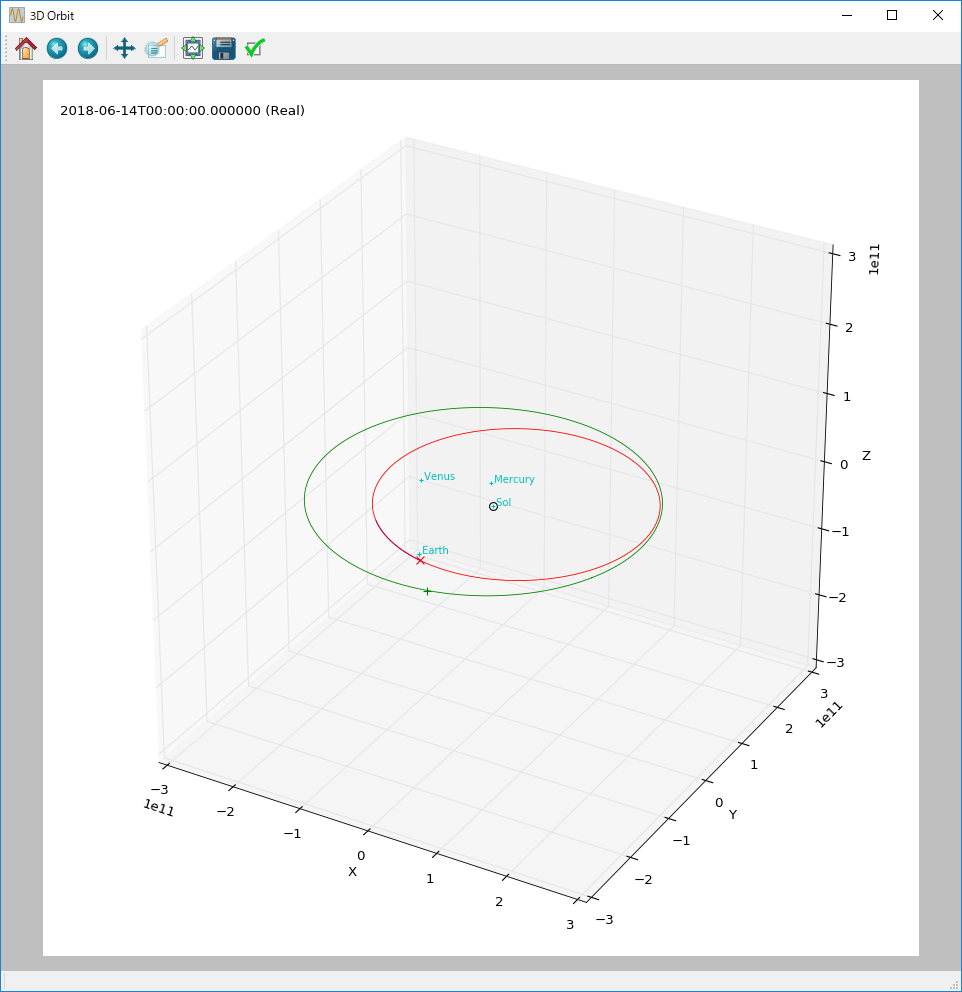 3D Orbit
2018-06-14T00:00:00.000000 (Real)
1e11
3
2
1
0
Z
−1
−2
−3
Venus
Mercury
Sol
Earth
3
1e11
2
1
0
Y
−1
−2
−3
−3
1e11
−2
−1
0
X
1
2
3